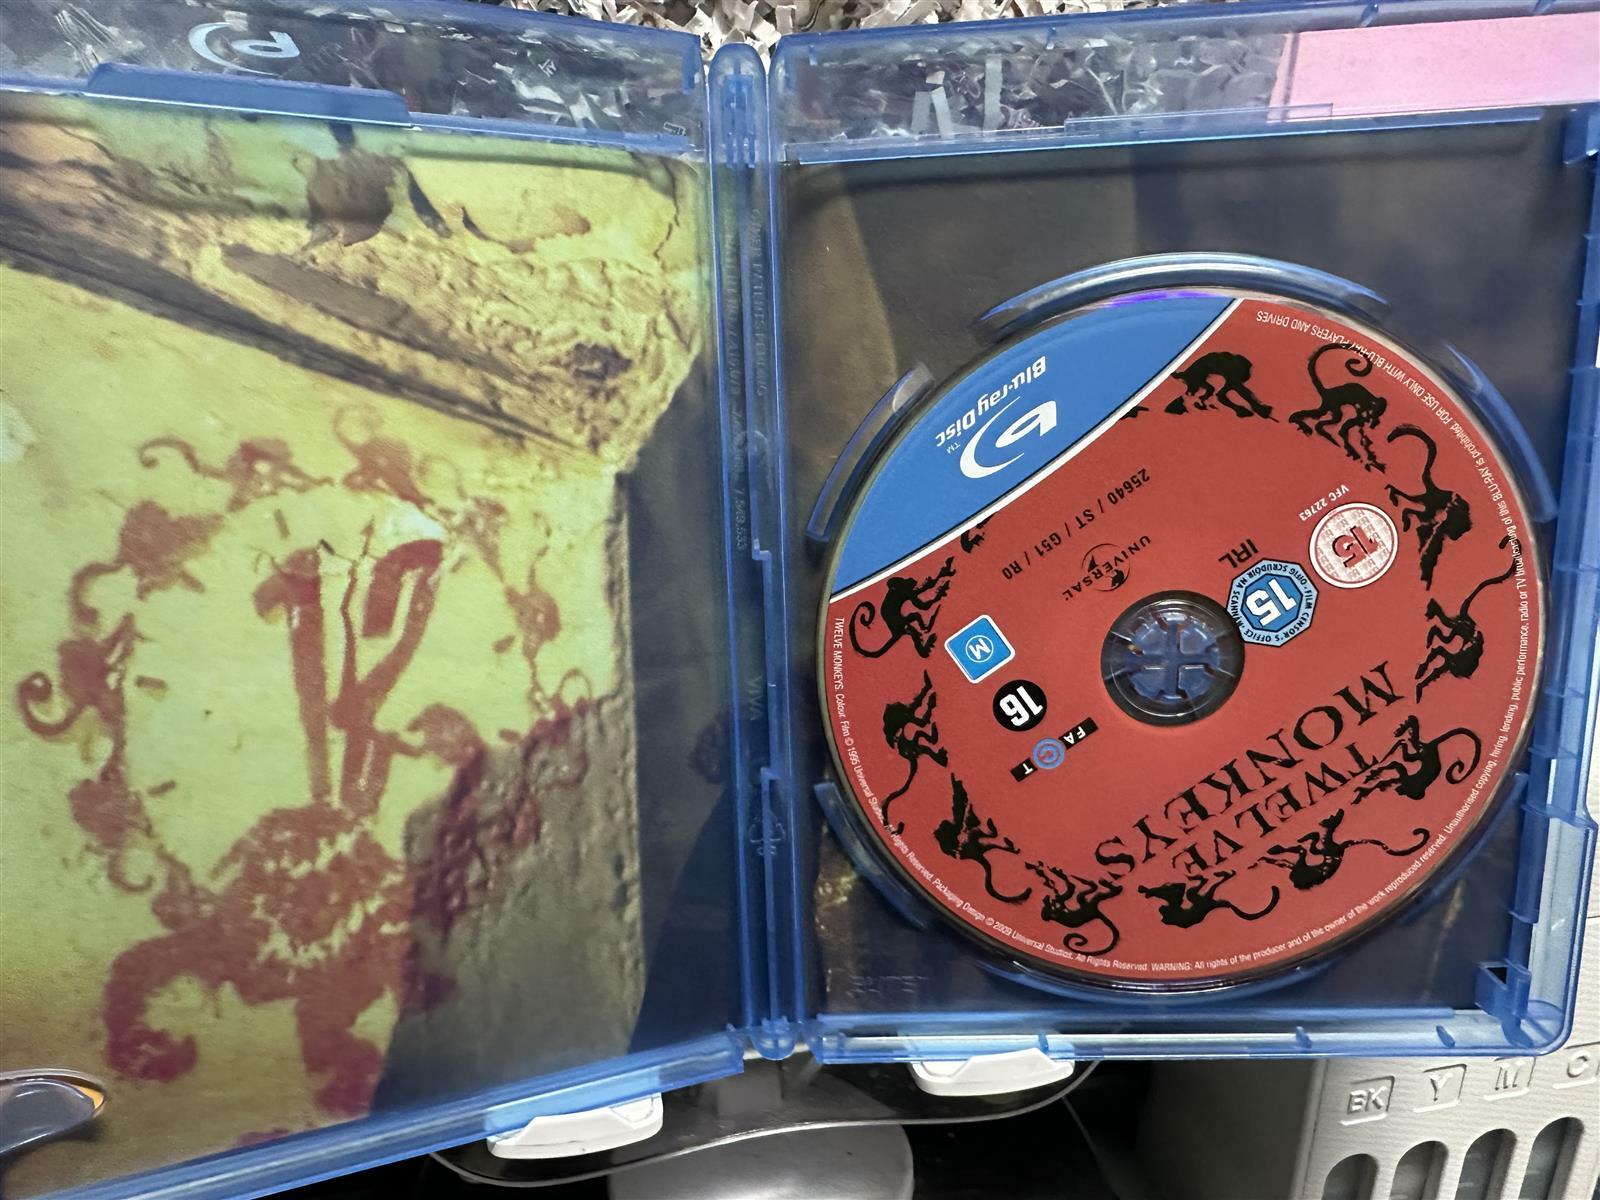 Blu-ray Disc
TM
25640 / ST / G51 / R0
UNIVERSAL
VFC 22763
15
IRL
15
M
16
FACT
TWELVE
MONKEYS
TWELVE MONKEYS. Colour. Film © 1995 Universal Studios. All Rights Reserved. Packaging Design © 2009 Universal Studios. All Rights Reserved. WARNING: All rights of the producer and of the owner of the work reproduced reserved. Unauthorised copying, hiring, lending, public performance, radio or TV broadcasting of this BLU-RAY is prohibited. FOR USE ONLY WITH BLU-RAY PLAYERS AND DRIVES
12
VIVA
ELITE
BK
Y
M
C